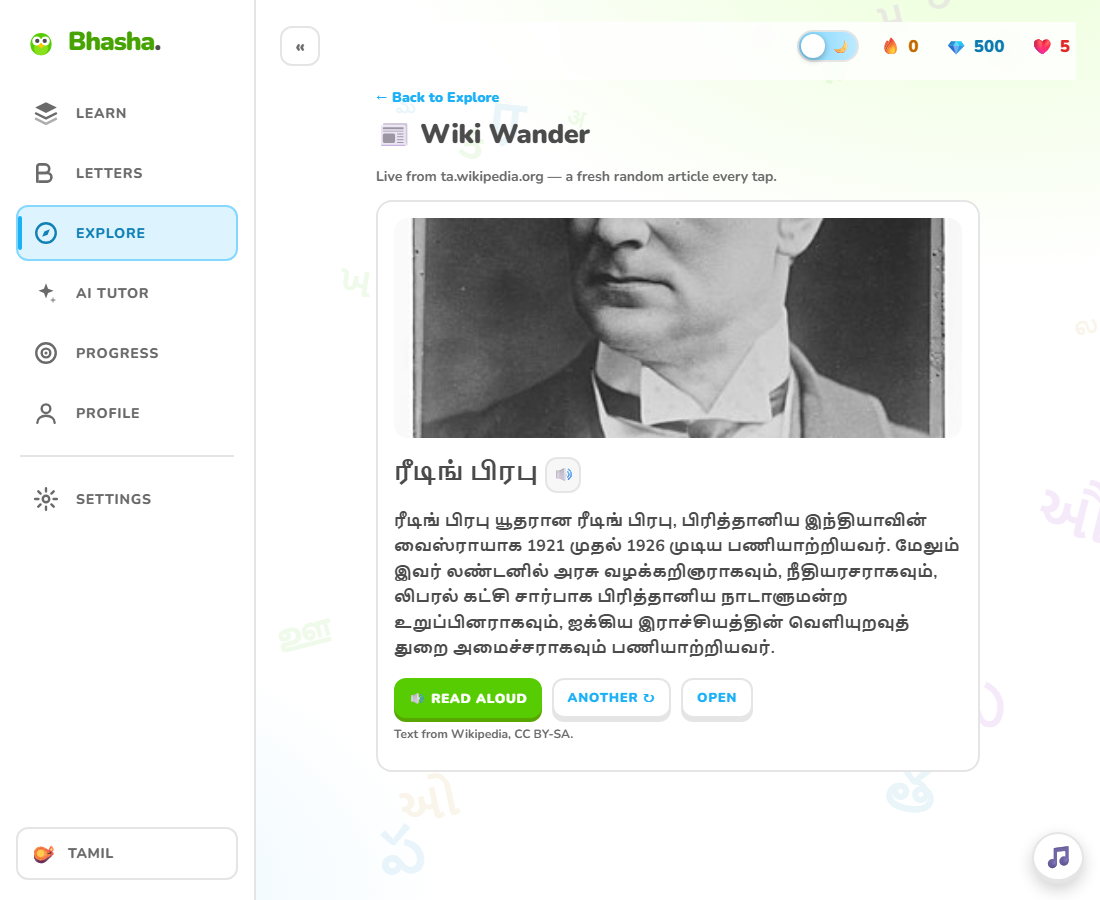 Bhasha.
LEARN
LETTERS
EXPLORE
AI TUTOR
PROGRESS
PROFILE
SETTINGS
TAMIL
«
0
500
5
← Back to Explore
Wiki Wander
Live from ta.wikipedia.org — a fresh random article every tap.
ரீடிங் பிரபு
ரீடிங் பிரபு யூதரான ரீடிங் பிரபு, பிரித்தானிய இந்தியாவின்
வைஸ்ராயாக 1921 முதல் 1926 முடிய பணியாற்றியவர். மேலும்
இவர் லண்டனில் அரசு வழக்கறிஞராகவும், நீதியரசராகவும்,
லிபரல் கட்சி சார்பாக பிரித்தானிய நாடாளுமன்ற
உறுப்பினராகவும், ஐக்கிய இராச்சியத்தின் வெளியுறவுத்
துறை அமைச்சராகவும் பணியாற்றியவர்.
READ ALOUD
ANOTHER ↻
OPEN
Text from Wikipedia, CC BY-SA.